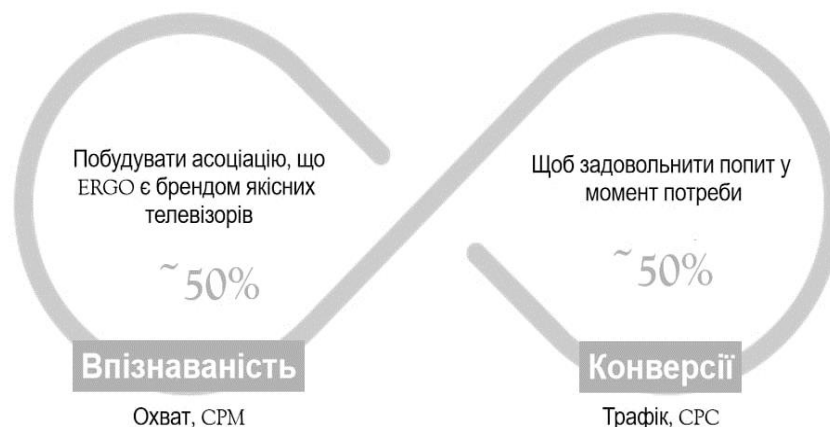 Побудувати асоціацію, що
ERGO є брендом якісних
телевізорів
~50%
Впізнаваність
Охват, CPM
Щоб задовольнити попит у
момент потреби
~50%
Конверсії
Трафік, CPC